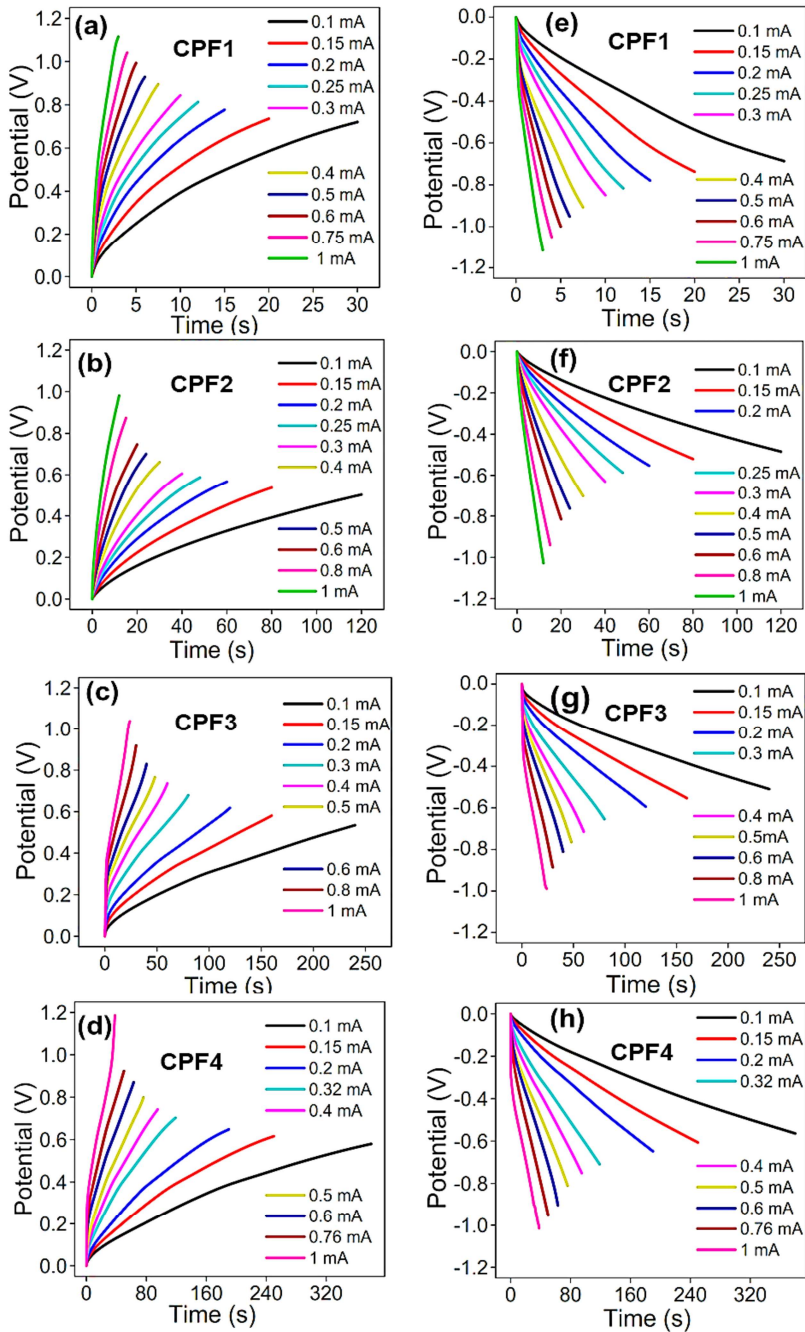 (a)
CPF1
0.1 mA
0.15 mA
0.2 mA
0.25 mA
0.3 mA
0.4 mA
0.5 mA
0.6 mA
0.75 mA
1 mA
Potential (V)
1.2
1.0
0.8
0.6
0.4
0.2
0.0
0 5 10 15 20 25 30
Time (s)
(e)
CPF1
0.1 mA
0.15 mA
0.2 mA
0.25 mA
0.3 mA
0.4 mA
0.5 mA
0.6 mA
0.75 mA
1 mA
Potential (V)
0.0
-0.2
-0.4
-0.6
-0.8
-1.0
-1.2
0 5 10 15 20 25 30
Time (s)
(b)
CPF2
0.1 mA
0.15 mA
0.2 mA
0.25 mA
0.3 mA
0.4 mA
0.5 mA
0.6 mA
0.8 mA
1 mA
Potential (V)
1.2
1.0
0.8
0.6
0.4
0.2
0.0
0 20 40 60 80 100 120
Time (s)
(f)
CPF2
0.1 mA
0.15 mA
0.2 mA
0.25 mA
0.3 mA
0.4 mA
0.5 mA
0.6 mA
0.8 mA
1 mA
Potential (V)
0.0
-0.2
-0.4
-0.6
-0.8
-1.0
-1.2
0 20 40 60 80 100 120
Time (s)
(c)
CPF3
0.1 mA
0.15 mA
0.2 mA
0.3 mA
0.4 mA
0.5 mA
0.6 mA
0.8 mA
1 mA
Potential (V)
1.2
1.0
0.8
0.6
0.4
0.2
0.0
0 50 100 150 200 250
Time (s)
(g)
CPF3
0.1 mA
0.15 mA
0.2 mA
0.3 mA
0.4 mA
0.5mA
0.6 mA
0.8 mA
1 mA
Potential (V)
0.0
-0.2
-0.4
-0.6
-0.8
-1.0
-1.2
0 50 100 150 200 250
Time (s)
(d)
CPF4
0.1 mA
0.15 mA
0.2 mA
0.32 mA
0.4 mA
0.5 mA
0.6 mA
0.76 mA
1 mA
Potential (V)
1.2
1.0
0.8
0.6
0.4
0.2
0.0
0 80 160 240 320
Time (s)
(h)
CPF4
0.1 mA
0.15 mA
0.2 mA
0.32 mA
0.4 mA
0.5 mA
0.6 mA
0.76 mA
1 mA
Potential (V)
0.0
-0.2
-0.4
-0.6
-0.8
-1.0
-1.2
0 80 160 240 360
Time (s)